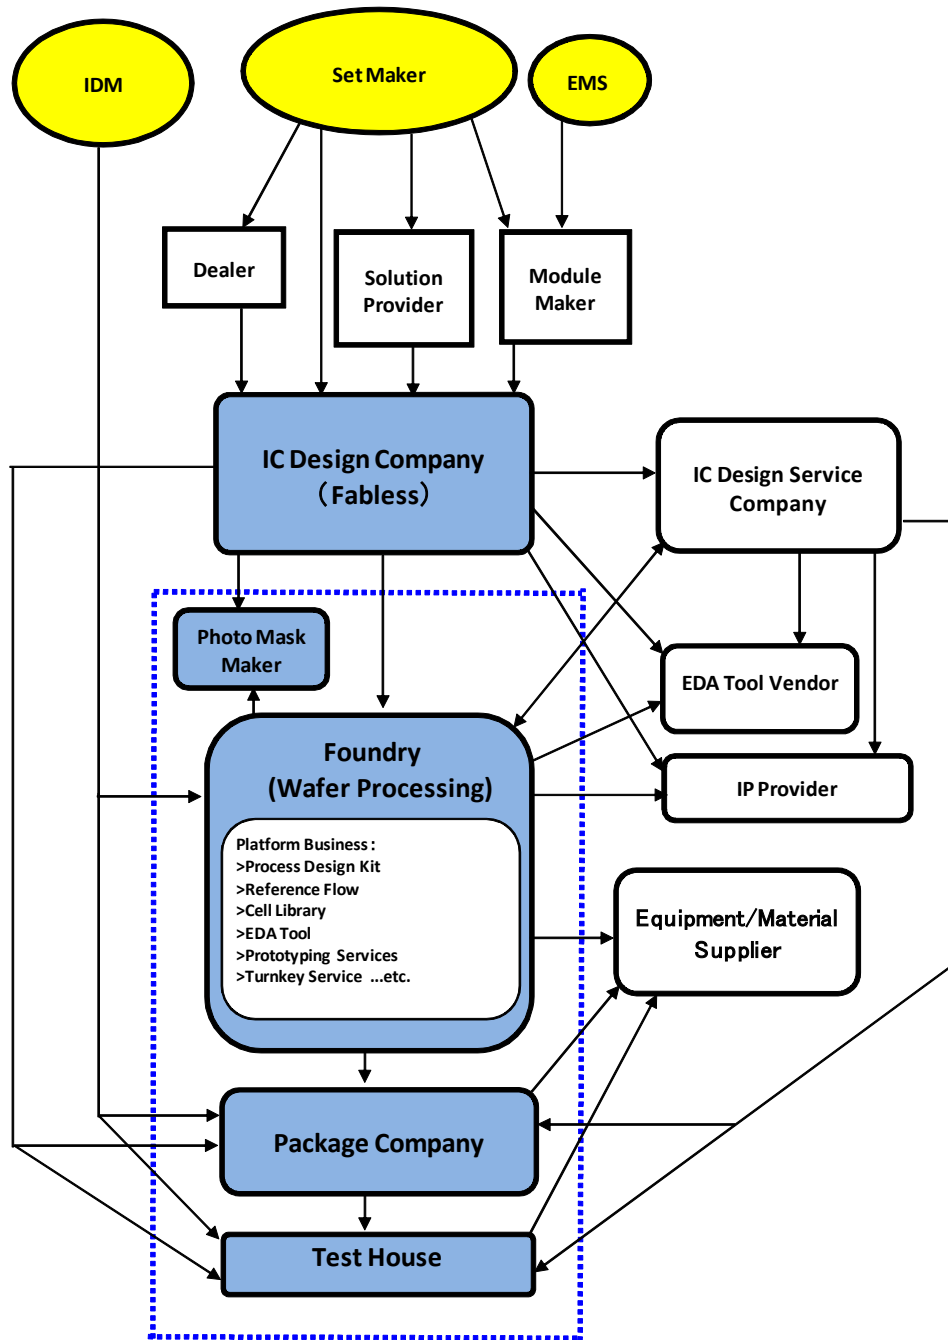 IDM
Set Maker
EMS
Dealer
Solution
Provider
Module
Maker
IC Design Company
（Fabless）
IC Design Service
Company
Photo Mask
Maker
EDA Tool Vendor
Foundry
(Wafer Processing)
IP Provider
Platform Business :
>Process Design Kit
>Reference Flow
>Cell Library
>EDA Tool
>Prototyping Services
>Turnkey Service ...etc.
Equipment/Material
Supplier
Package Company
Test House